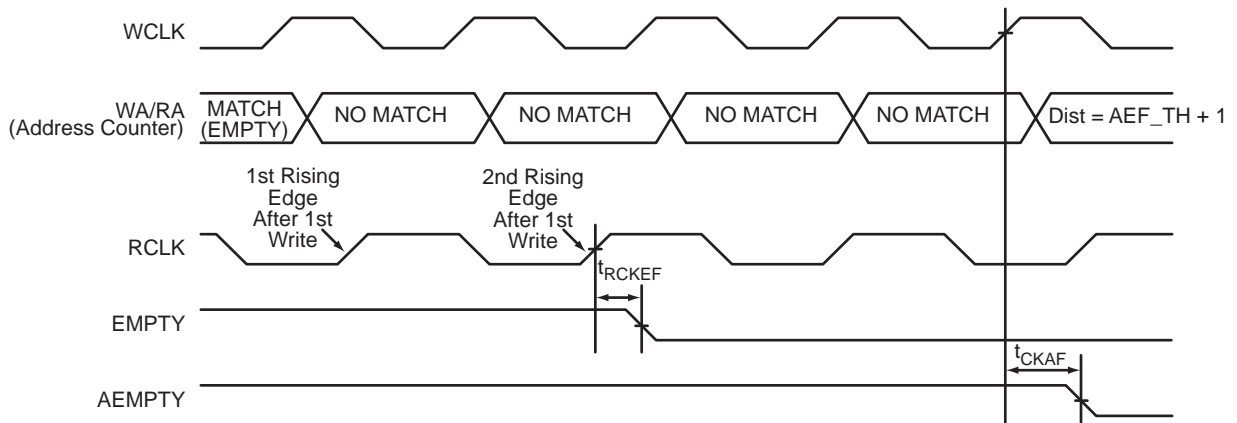 WCLK
WA/RA
(Address Counter)
MATCH
(EMPTY)
NO MATCH
NO MATCH
NO MATCH
NO MATCH
Dist = AEF_TH + 1
1st Rising
Edge
After 1st
Write
2nd Rising
Edge
After 1st
Write
RCLK
tRCKEF
EMPTY
tCKAF
AEMPTY